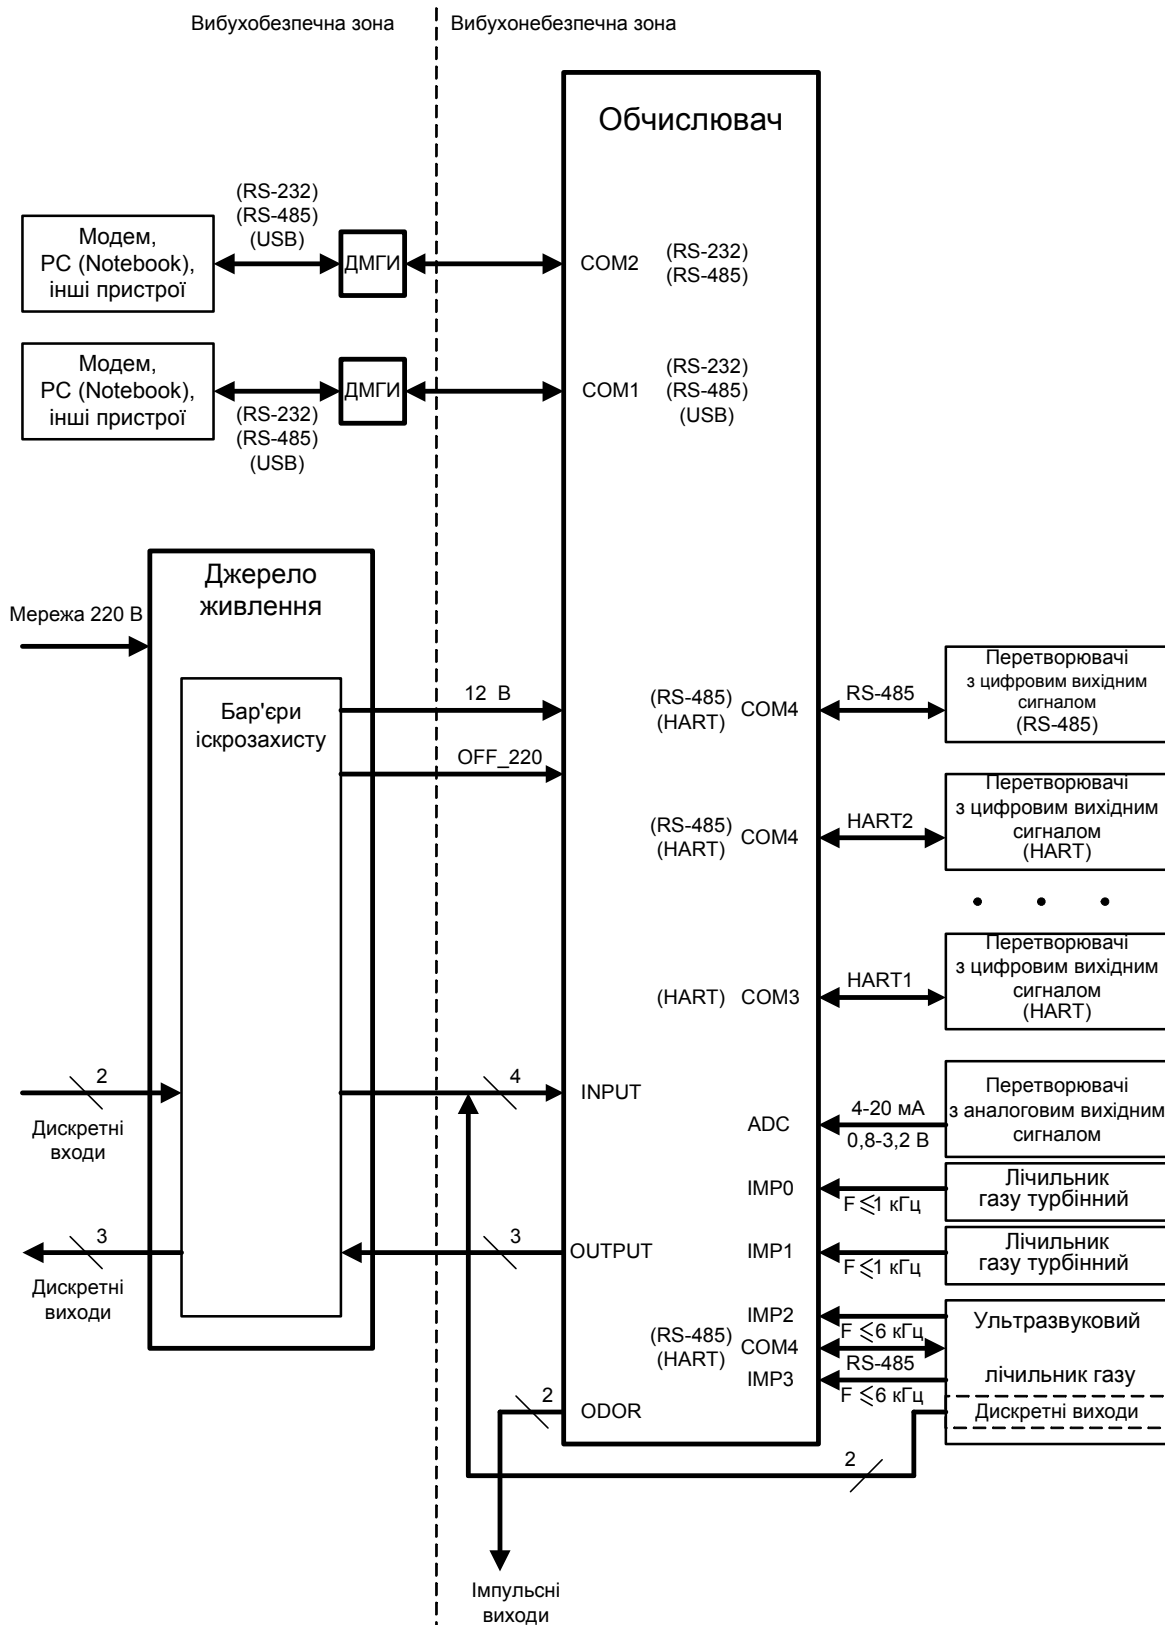 Вибухобезпечна зона
Вибухонебезпечна зона
Обчислювач
(RS-232)
(RS-485)
(USB)
Модем,
PC (Notebook),
інші пристрої
ДМГИ
COM2
(RS-232)
(RS-485)
Модем,
PC (Notebook),
інші пристрої
(RS-232)
(RS-485)
(USB)
ДМГИ
COM1
(RS-232)
(RS-485)
(USB)
Джерело
живлення
Мережа 220 В
Бар'єри
іскрозахисту
12 В
OFF_220
(RS-485)
(HART)
COM4
RS-485
Перетворювачі
з цифровим вихідним
сигналом
(RS-485)
(RS-485)
(HART)
COM4
HART2
Перетворювачі
з цифровим вихідним
сигналом
(HART)
• • •
(HART)
COM3
HART1
Перетворювачі
з цифровим вихідним
сигналом
(HART)
2
Дискретні
входи
4
INPUT
ADC
4-20 мА
0,8-3,2 В
Перетворювачі
з аналоговим вихідним
сигналом
IMP0
F ⩽1 кГц
Лічильник
газу турбінний
3
Дискретні
виходи
3
OUTPUT
IMP1
F ⩽1 кГц
Лічильник
газу турбінний
IMP2
F ⩽6 кГц
(RS-485)
(HART)
COM4
RS-485
IMP3
F ⩽6 кГц
Ультразвуковий
лічильник газу
Дискретні виходи
2
ODOR
2
Імпульсні
виходи